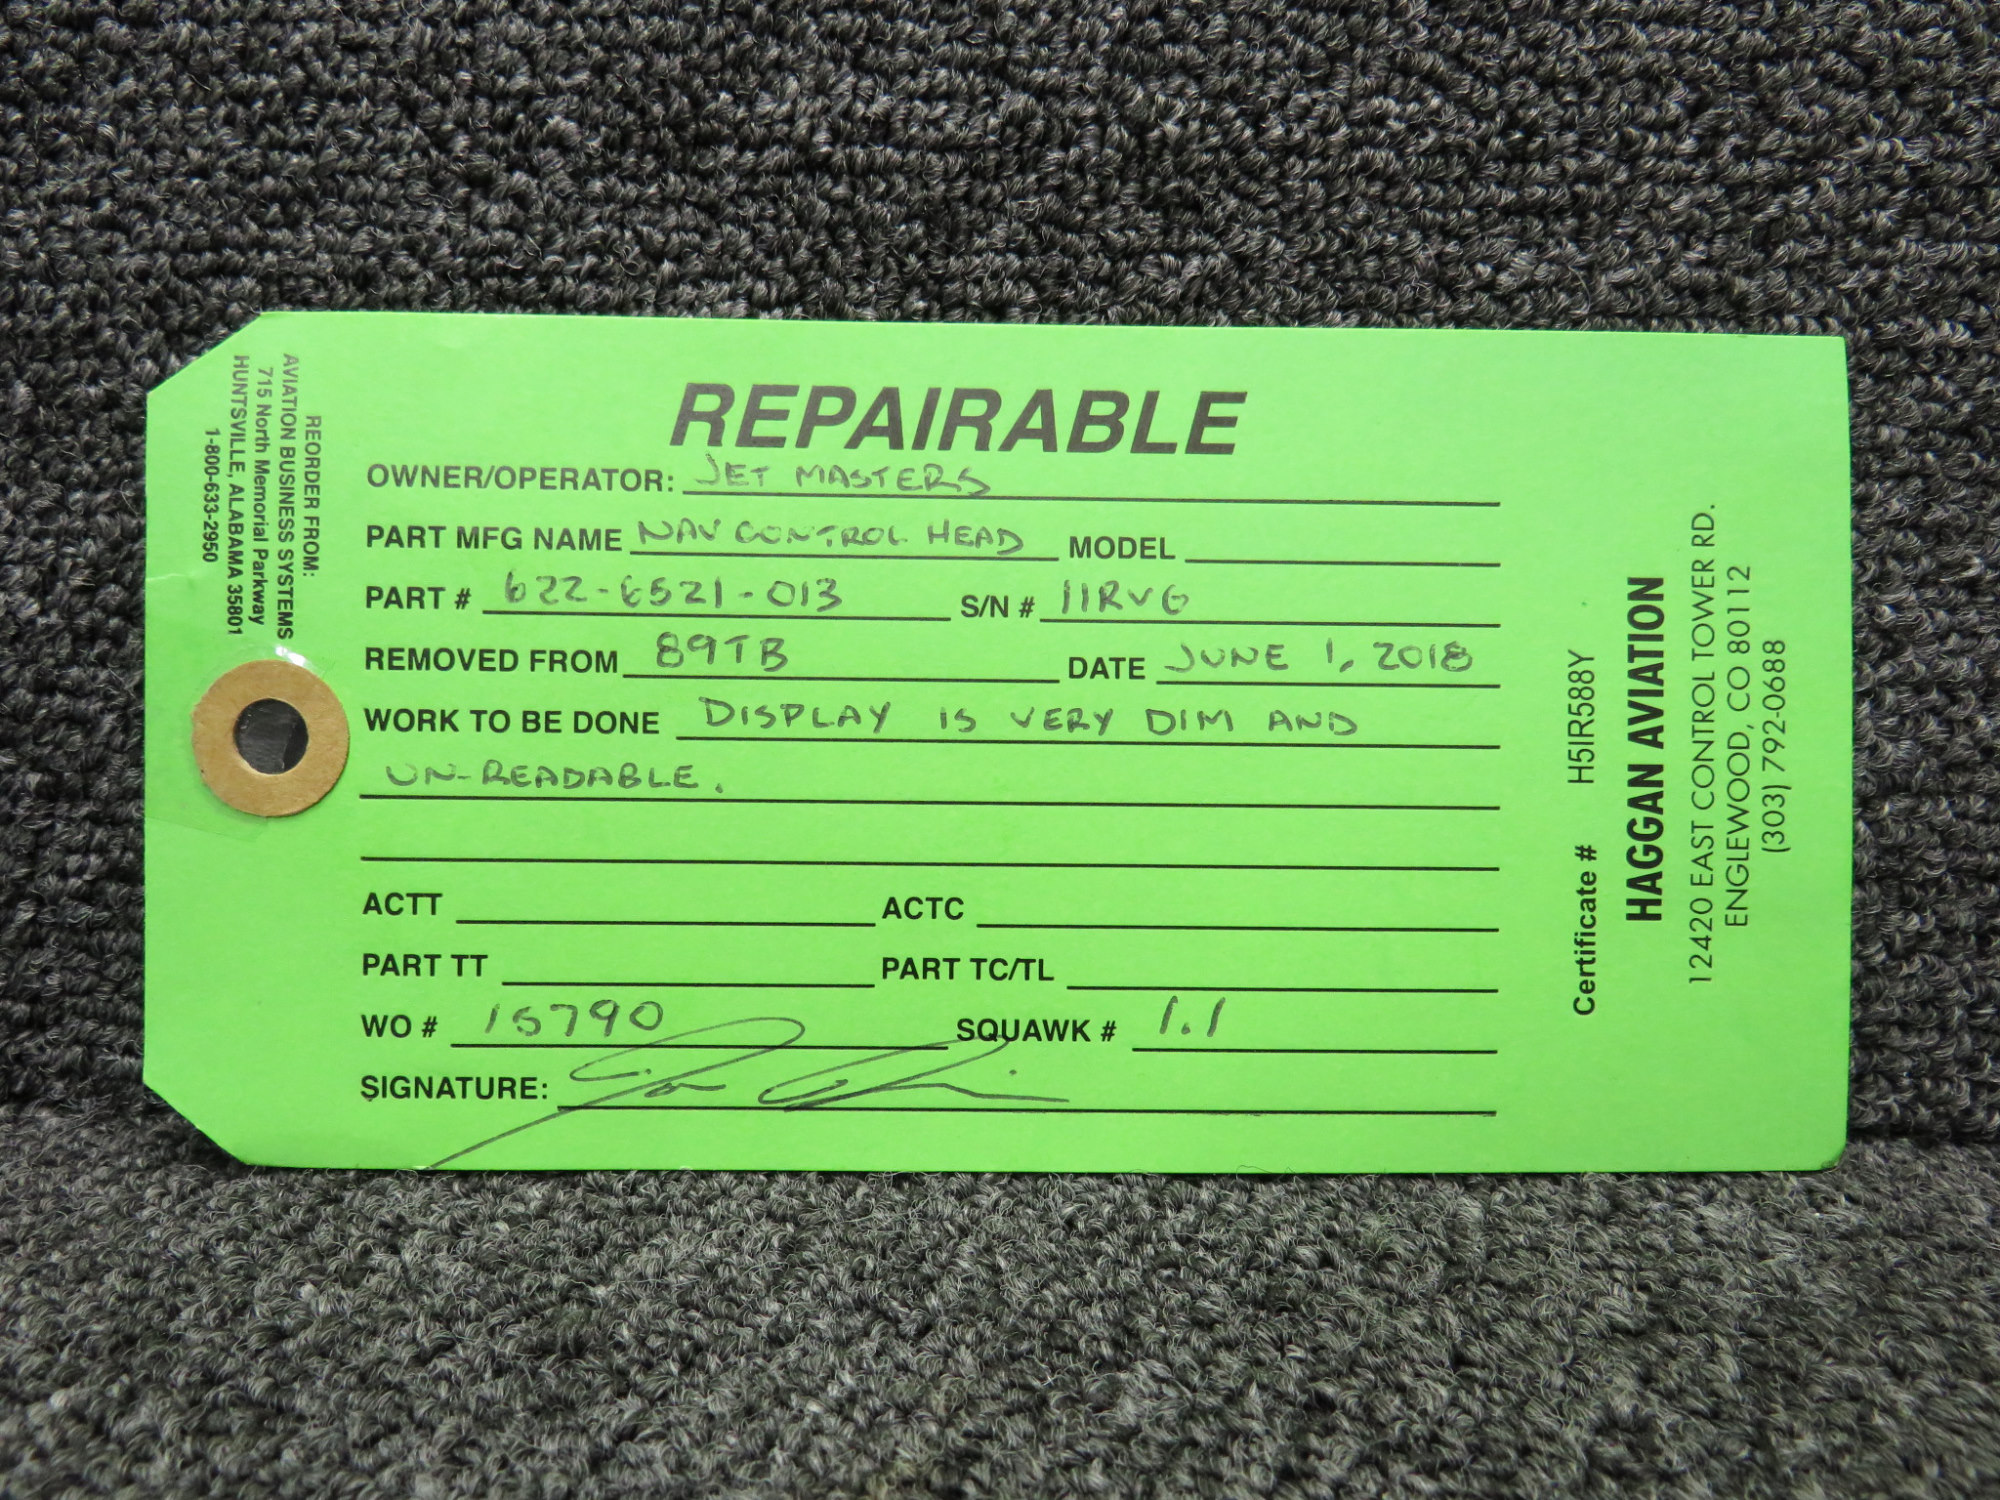 REPAIRABLE
OWNER/OPERATOR: JET MASTERS
PART MFG NAME NAV CONTROL HEAD MODEL
PART # 622-6521-013 S/N # 11RVG
REMOVED FROM 89TB DATE JUNE 1, 2018
WORK TO BE DONE DISPLAY IS VERY DIM AND
UN-READABLE.
ACTT ACTC
PART TT PART TC/TL
WO # 15790 SQUAWK # 1.1
SIGNATURE:
REORDER FROM:
AVIATION BUSINESS SYSTEMS
715 North Memorial Parkway
HUNTSVILLE, ALABAMA 35801
1-800-633-2950
Certificate # H5IR588Y
HAGGAN AVIATION
12420 EAST CONTROL TOWER RD.
ENGLEWOOD, CO 80112
(303) 792-0688